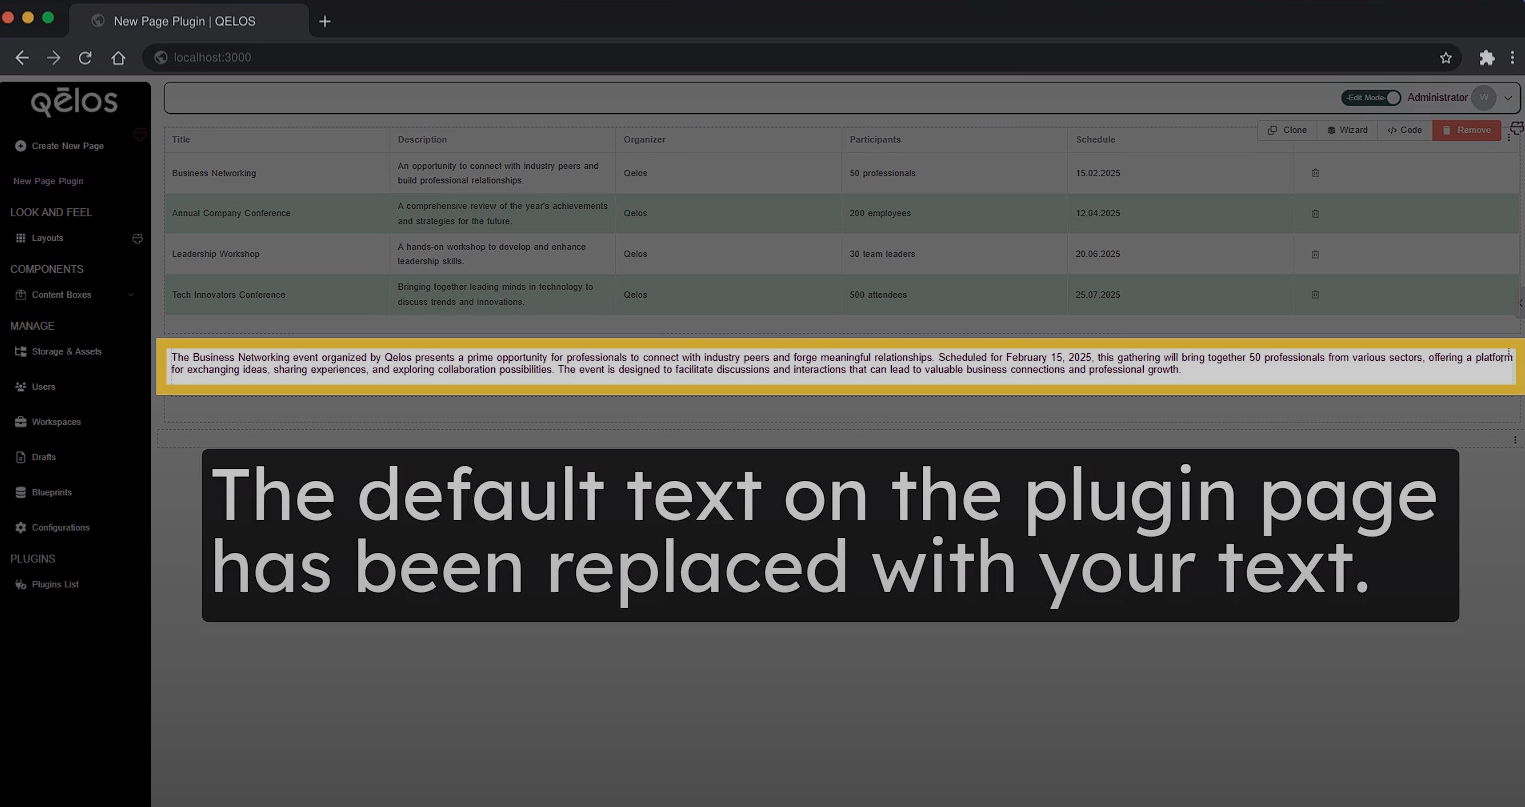 New Page Plugin | QELOS
localhost:3000
qēlos
Edit Mode
Administrator
W
Create New Page
New Page Plugin
LOOK AND FEEL
Layouts
COMPONENTS
Content Boxes
MANAGE
Storage & Assets
Users
Workspaces
Drafts
Blueprints
Configurations
PLUGINS
Plugins List
Clone
Wizard
</> Code
Remove
Title Description Organizer Participants Schedule
Business Networking
An opportunity to connect with industry peers and
build professional relationships.
Qelos
50 professionals
15.02.2025
Annual Company Conference
A comprehensive review of the year's achievements
and strategies for the future.
Qelos
200 employees
12.04.2025
Leadership Workshop
A hands-on workshop to develop and enhance
leadership skills.
Qelos
30 team leaders
20.06.2025
Tech Innovators Conference
Bringing together leading minds in technology to
discuss trends and innovations.
Qelos
500 attendees
25.07.2025
The Business Networking event organized by Qelos presents a prime opportunity for professionals to connect with industry peers and forge meaningful relationships. Scheduled for February 15, 2025, this gathering will bring together 50 professionals from various sectors, offering a platform
for exchanging ideas, sharing experiences, and exploring collaboration possibilities. The event is designed to facilitate discussions and interactions that can lead to valuable business connections and professional growth.
The default text on the plugin page
has been replaced with your text.